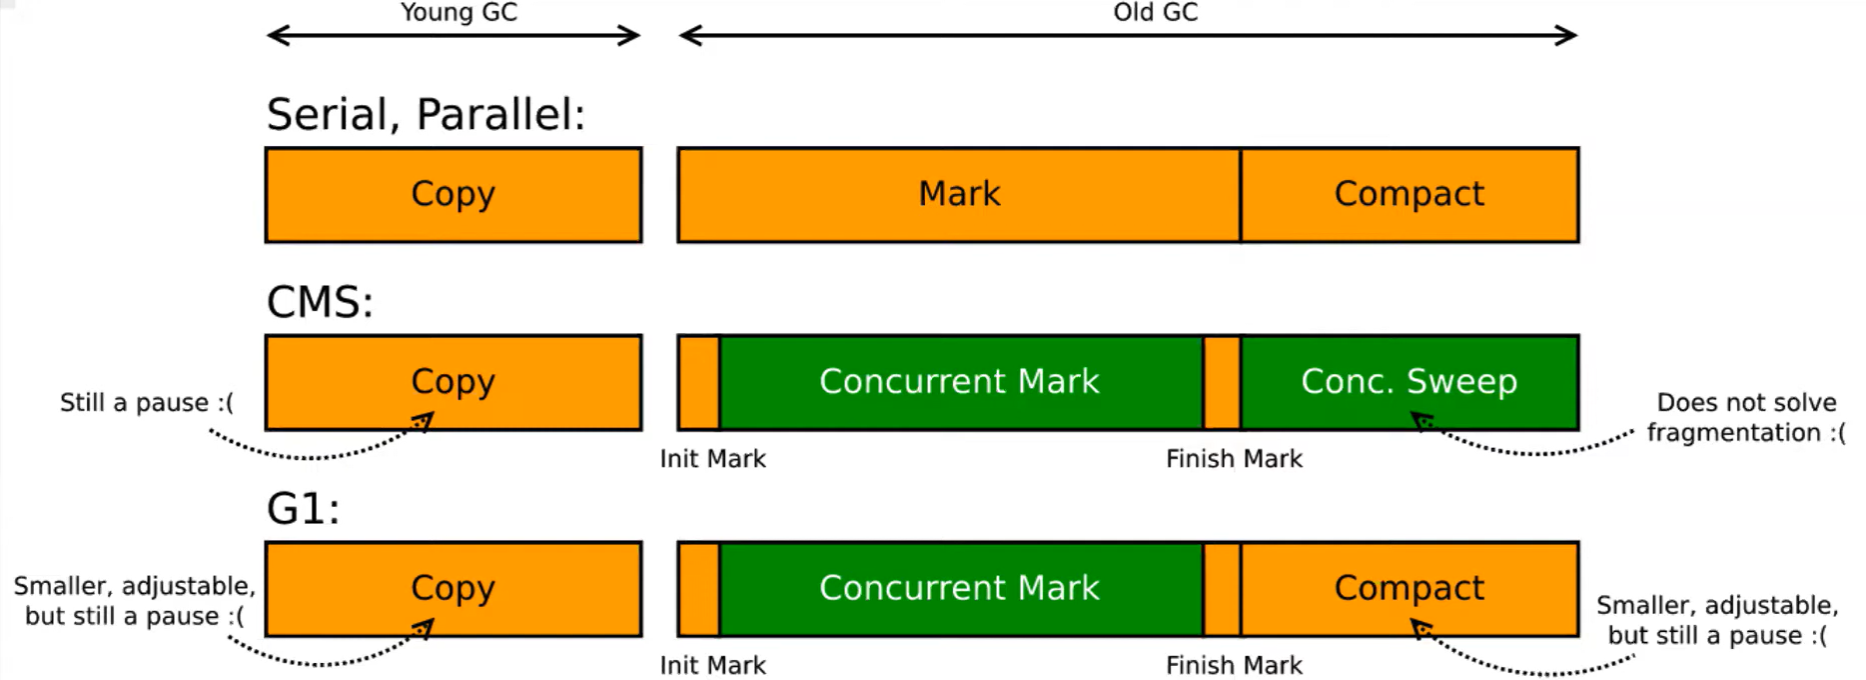 Young GC
Old GC
Serial, Parallel:
Copy
Mark
Compact
CMS:
Still a pause :(
Copy
Concurrent Mark
Conc. Sweep
Does not solve
fragmentation :(
Init Mark
Finish Mark
G1:
Smaller, adjustable,
but still a pause :(
Copy
Concurrent Mark
Compact
Smaller, adjustable,
but still a pause :(
Init Mark
Finish Mark